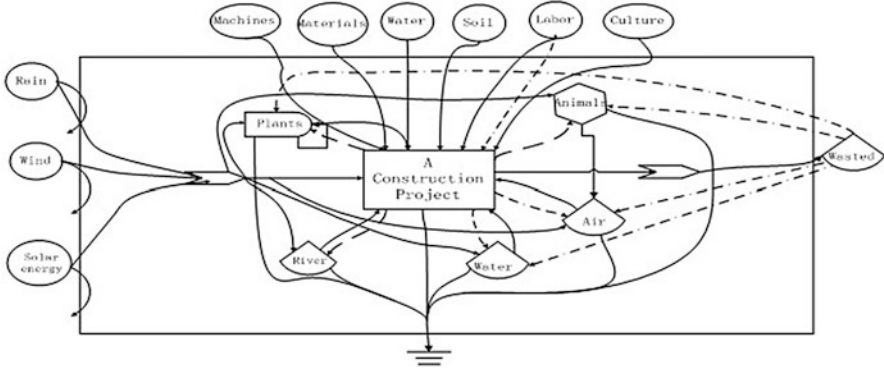 Machines
Materials
Water
Soil
Labor
Culture
Rain
Animals
Plants
Wind
A
Construction
Project
Wasted
Air
River
Water
Solar
energy